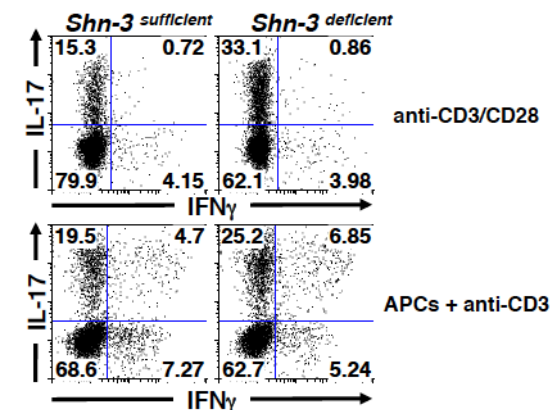 Shn-3 sufficient Shn-3 deficient
15.3 0.72 33.1 0.86
IL-17
anti-CD3/CD28
79.9 4.15 62.1 3.98
IFNγ
19.5 4.7 25.2 6.85
IL-17
APCs + anti-CD3
68.6 7.27 62.7 5.24
IFNγ